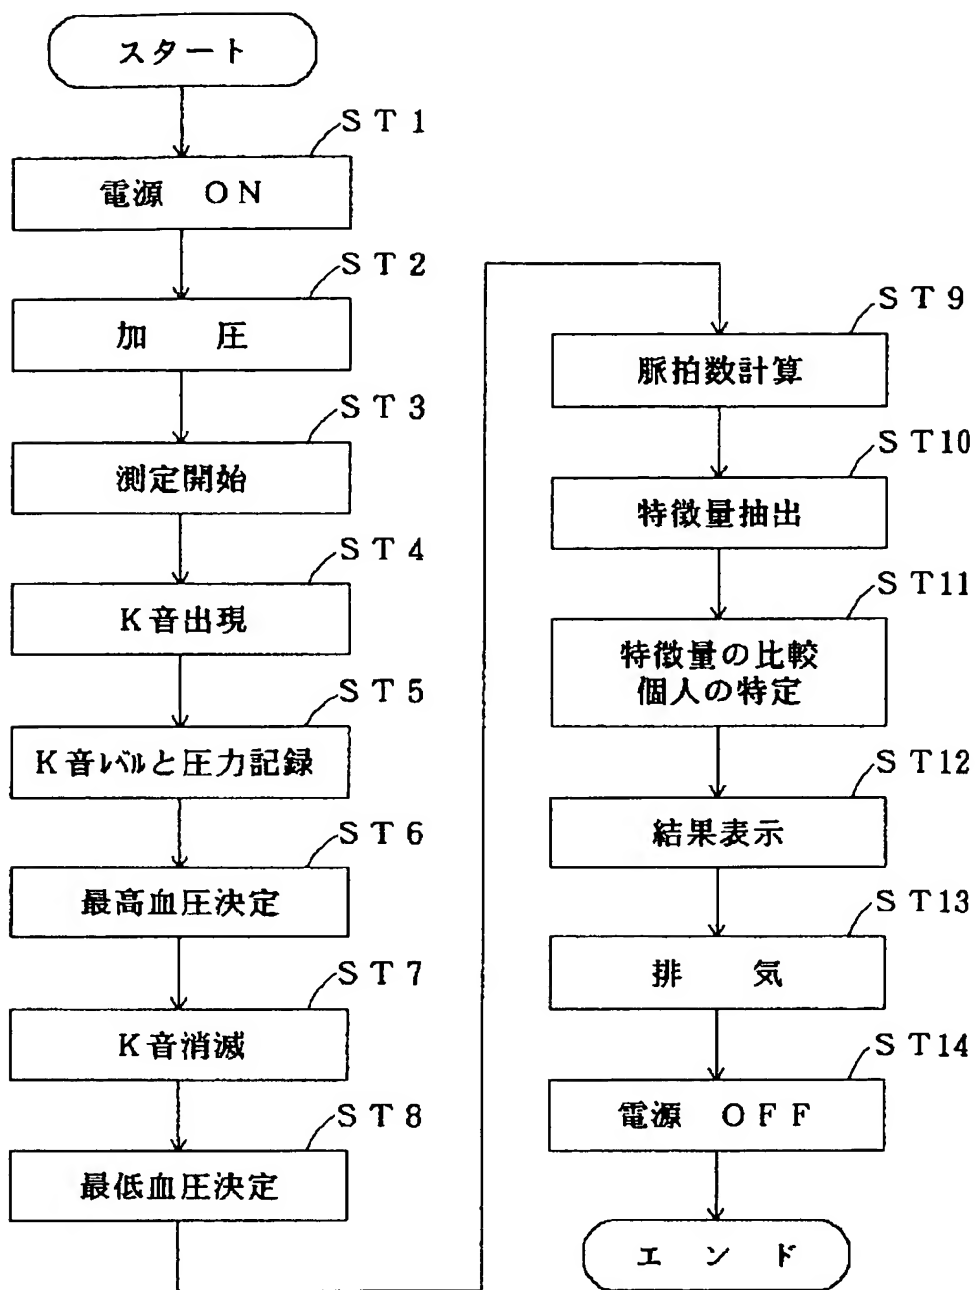 スタート
ST1
電源 ON
ST2
加 圧
ST3
測定開始
ST4
K音出現
ST5
K音レベルと圧力記録
ST6
最高血圧決定
ST7
K音消滅
ST8
最低血圧決定
ST9
脈拍数計算
ST10
特徴量抽出
ST11
特徴量の比較
個人の特定
ST12
結果表示
ST13
排 気
ST14
電源 OFF
エンド